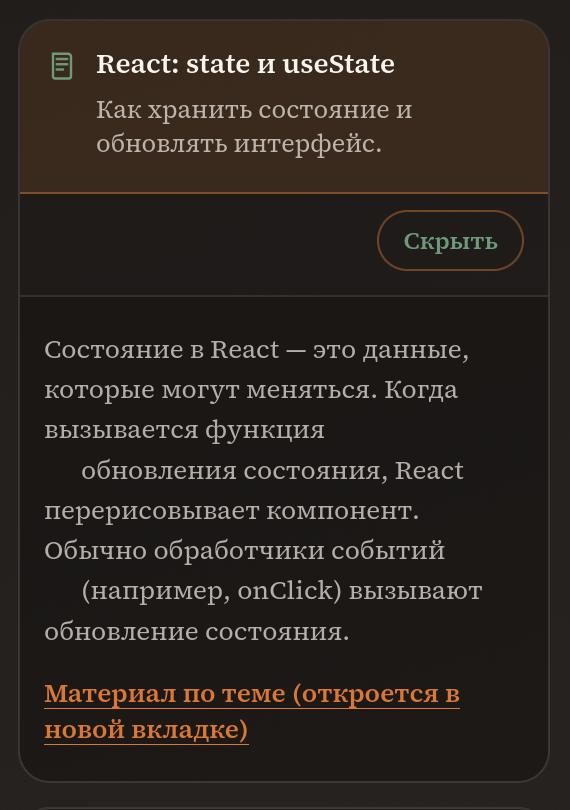 React: state и useState
Как хранить состояние и
обновлять интерфейс.
Скрыть
Состояние в React — это данные,
которые могут меняться. Когда
вызывается функция
обновления состояния, React
перерисовывает компонент.
Обычно обработчики событий
(например, onClick) вызывают
обновление состояния.
Материал по теме (откроется в
новой вкладке)